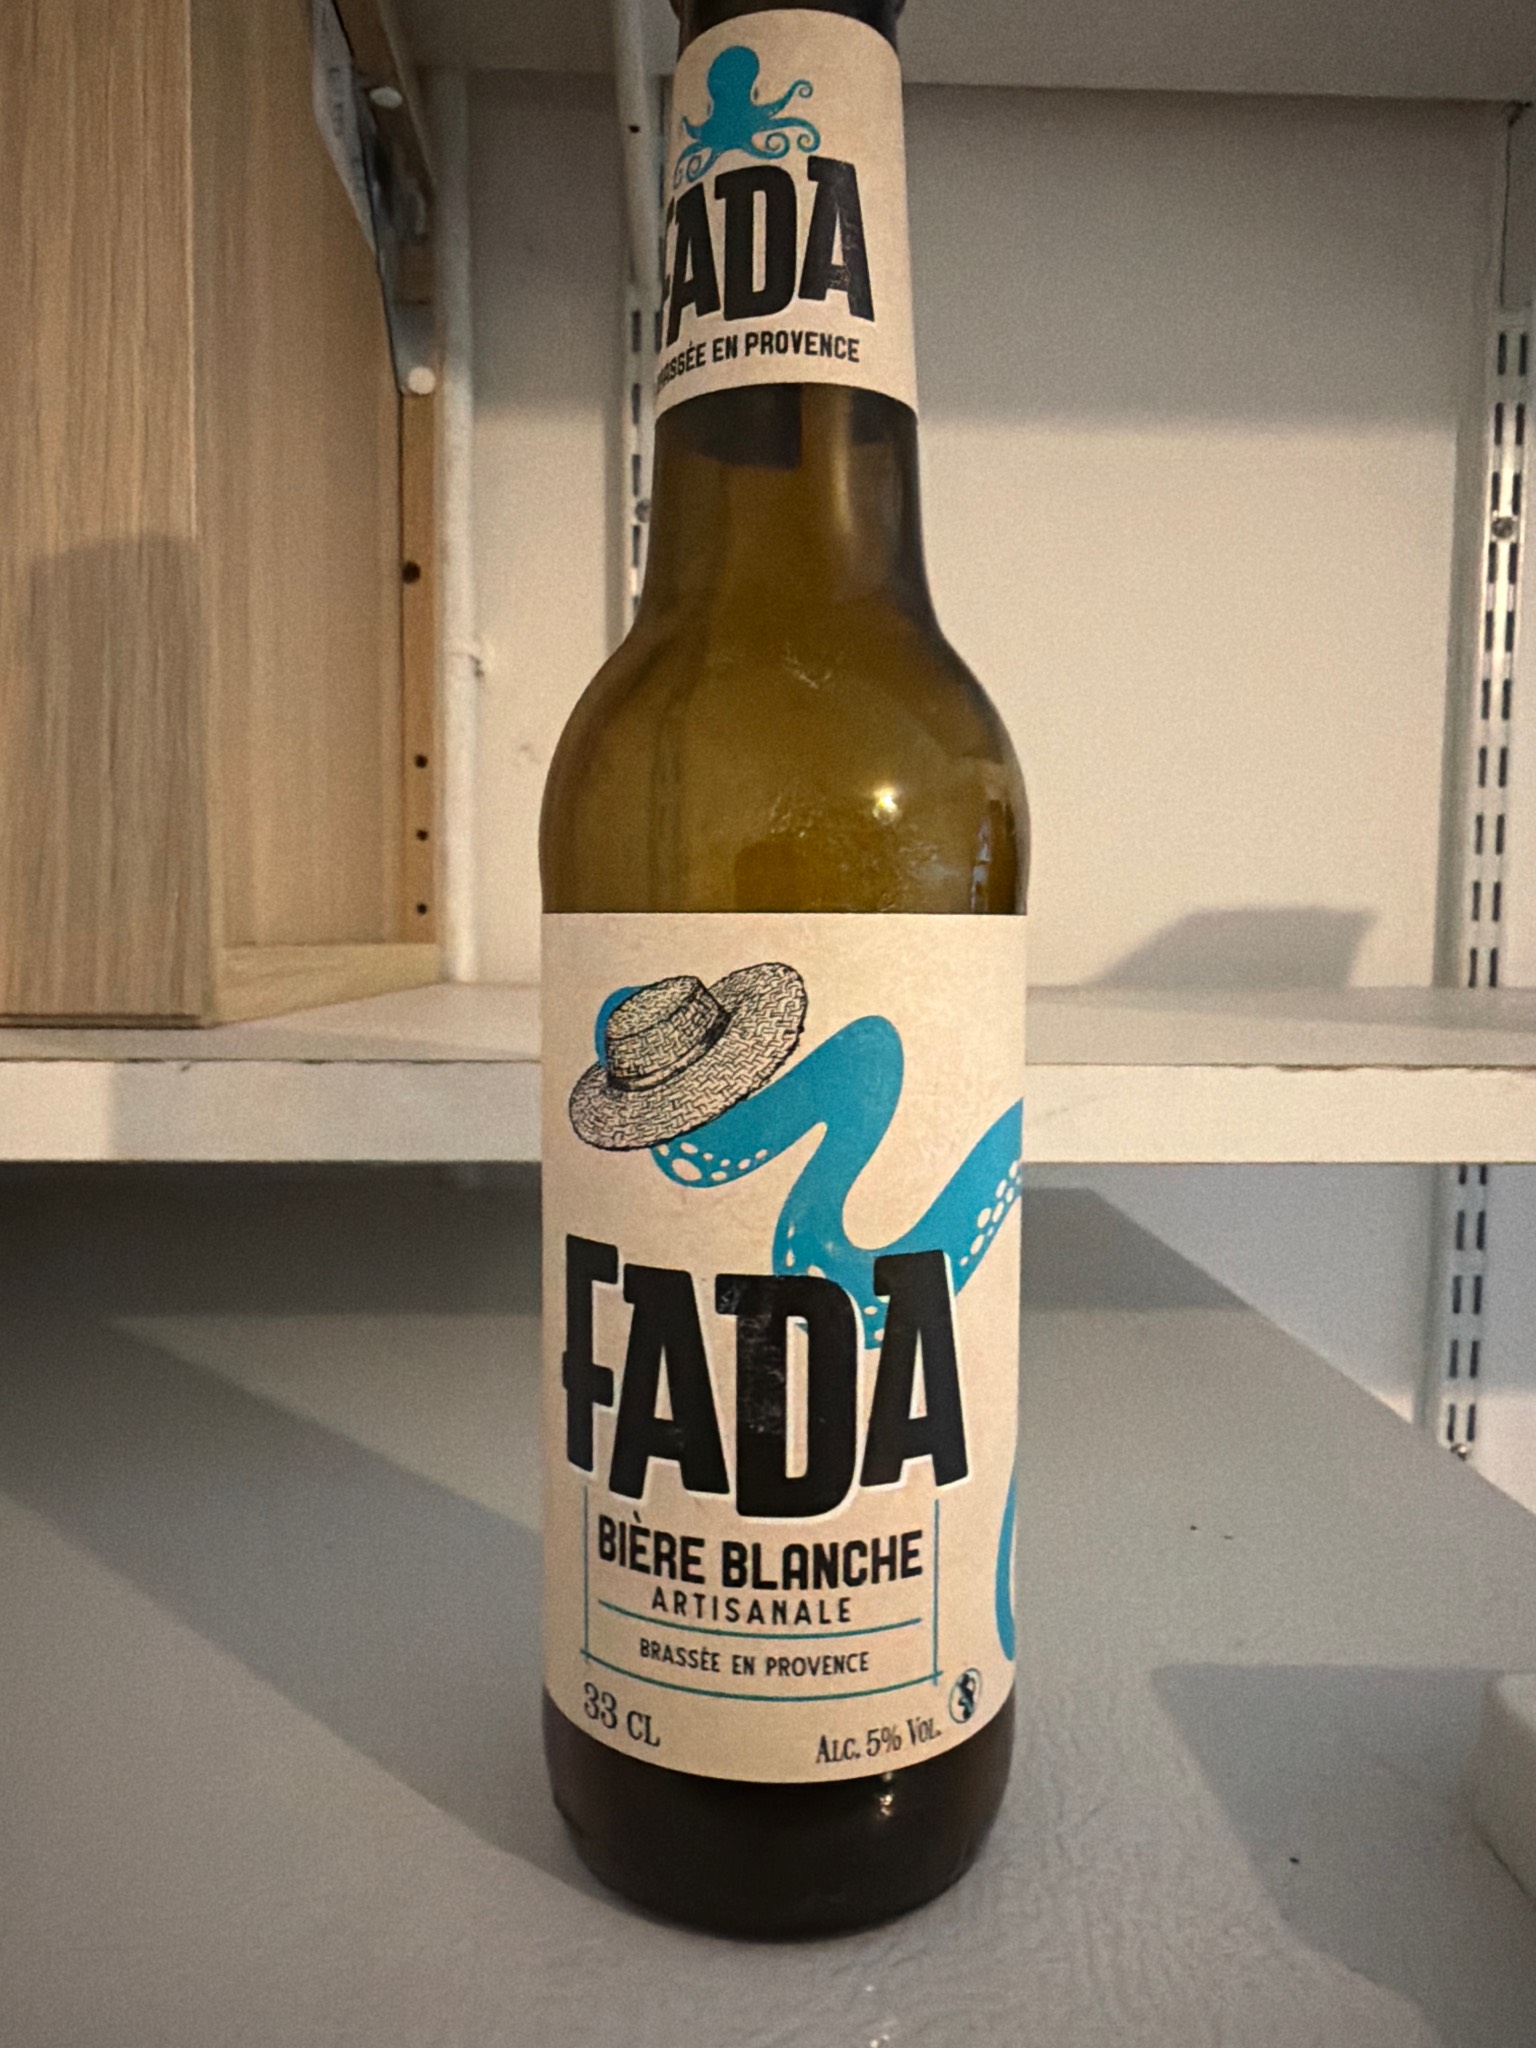 FADA
BRASSÉE EN PROVENCE
FADA
BIÈRE BLANCHE
ARTISANALE
BRASSÉE EN PROVENCE
33 CL
ALC. 5% VOL.